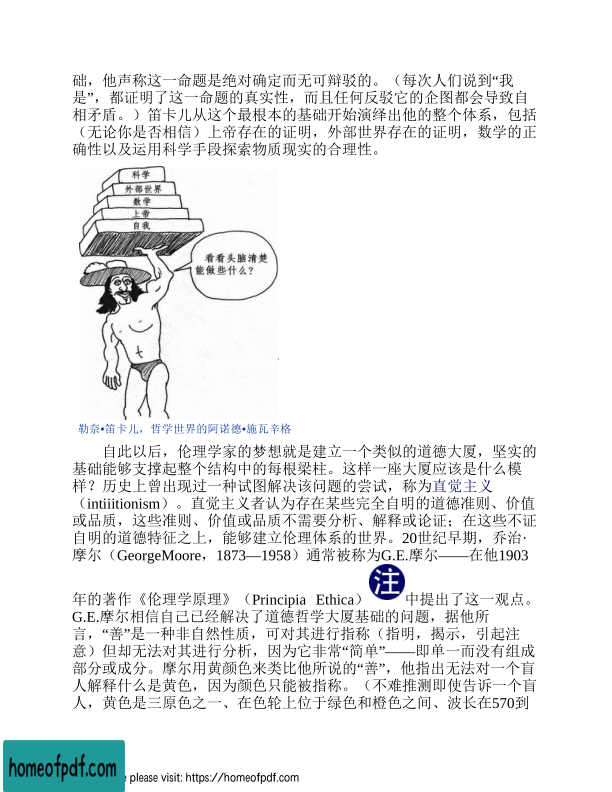 础，他声称这一命题是绝对确定而无可辩驳的。（每次人们说到“我
是”，都证明了这一命题的真实性，而且任何反驳它的企图都会导致自
相矛盾。）笛卡儿从这个最根本的基础开始演绎出他的整个体系，包括
（无论你是否相信）上帝存在的证明，外部世界存在的证明，数学的正
确性以及运用科学手段探索物质现实的合理性。
科学
外部世界
数学
上帝
自我
看看头脑清楚
能做些什么？
勒奈•笛卡儿，哲学世界的阿诺德•施瓦辛格
自此以后，伦理学家的梦想就是建立一个类似的道德大厦，坚实的
基础能够支撑起整个结构中的每根梁柱。这样一座大厦应该是什么模
样？历史上曾出现过一种试图解决该问题的尝试，称为直觉主义
（intiiitionism）。直觉主义者认为存在某些完全自明的道德准则、价值
或品质，这些准则、价值或品质不需要分析、解释或论证；在这些不证
自明的道德特征之上，能够建立伦理体系的世界。20世纪早期，乔治·
摩尔（GeorgeMoore，1873—1958）通常被称为G.E.摩尔——在他1903
注
年的著作《伦理学原理》（Principia Ethica）中提出了这一观点。
G.E.摩尔相信自己已经解决了道德哲学大厦基础的问题，据他所
言，“善”是一种非自然性质，可对其进行指称（指明，揭示，引起注
意）但却无法对其进行分析，因为它非常“简单”——即单一而没有组成
部分或成分。摩尔用黄颜色来类比他所说的“善”，他指出无法对一个盲
人解释什么是黄色，因为颜色只能被指称。（不难推测即使告诉一个盲
人，黄色是三原色之一、在色轮上位于绿色和橙色之间、波长在570到
homeofpdf.com
e please visit: https://homeofpdf.com